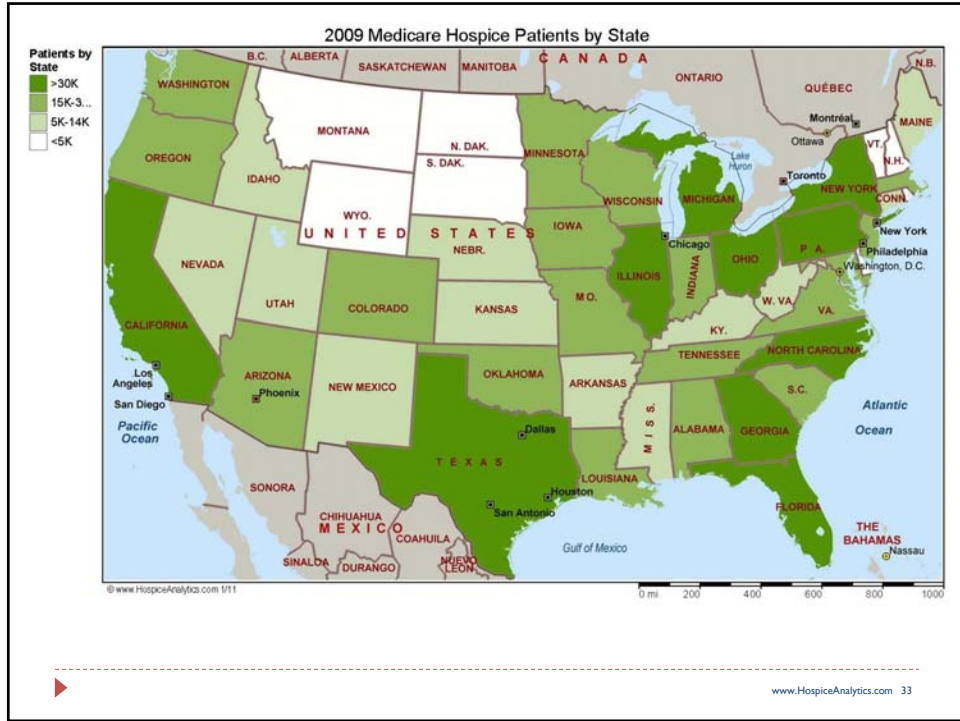 2009 Medicare Hospice Patients by State
Patients by
State
>30K
15K-3...
5K-14K
<5K
B.C.
ALBERTA
SASKATCHEWAN
MANITOBA
CANADA
ONTARIO
QUÉBEC
N.B.
WASHINGTON
MONTANA
N. DAK.
MINNESOTA
Montréal
Ottawa
MAINE
VT.
N.H.
OREGON
IDAHO
S. DAK.
WYO.
WISCONSIN
Lake
Huron
MICHIGAN
Toronto
NEW YORK
CONN.
UNITED STATES
NEBR.
IOWA
Chicago
New York
P A.
Philadelphia
Washington, D.C.
NEVADA
UTAH
COLORADO
KANSAS
MO.
ILLINOIS
INDIANA
OHIO
W. VA.
VA.
KY.
CALIFORNIA
Los
Angeles
San Diego
ARIZONA
Phoenix
NEW MEXICO
OKLAHOMA
ARKANSAS
TENNESSEE
NORTH CAROLINA
S.C.
Pacific
Ocean
Atlantic
Ocean
TEXAS
Dallas
Houston
San Antonio
LOUISIANA
MISS.
ALABAMA
GEORGIA
FLORIDA
SONORA
CHIHUAHUA
MEXICO
COAHUILA
SINALOA
DURANGO
NUEVO
LEON
Gulf of Mexico
THE
BAHAMAS
Nassau
© www.HospiceAnalytics.com 1/11
0 mi 200 400 600 800 1000
www.HospiceAnalytics.com 33